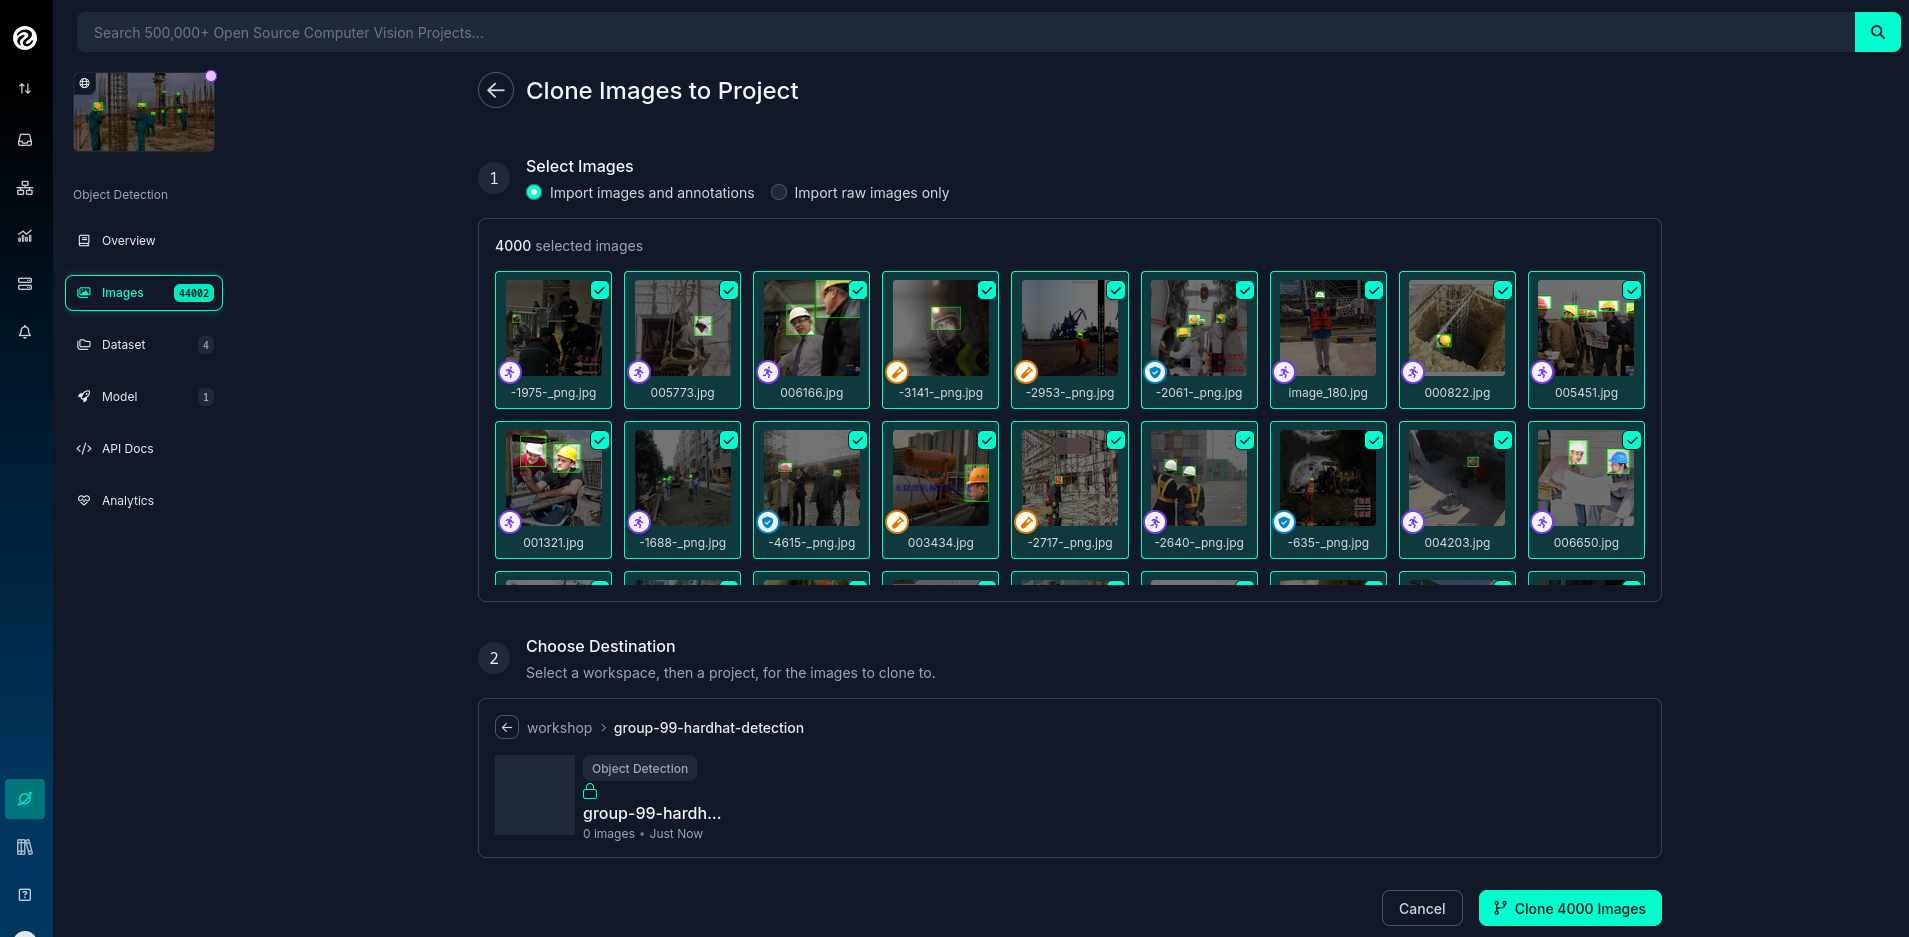 Search 500,000+ Open Source Computer Vision Projects...
Clone Images to Project
Object Detection
Overview
Images 44002
Dataset 4
Model 1
API Docs
Analytics
1
Select Images
Import images and annotations Import raw images only
4000 selected images
-1975-_png.jpg 005773.jpg 006166.jpg -3141-_png.jpg -2953-_png.jpg -2061-_png.jpg image_180.jpg 000822.jpg 005451.jpg
001321.jpg -1688-_png.jpg -4615-_png.jpg 003434.jpg -2717-_png.jpg -2640-_png.jpg -635-_png.jpg 004203.jpg 006650.jpg
2
Choose Destination
Select a workspace, then a project, for the images to clone to.
workshop > group-99-hardhat-detection
Object Detection
group-99-hardh...
0 images • Just Now
Cancel Clone 4000 Images